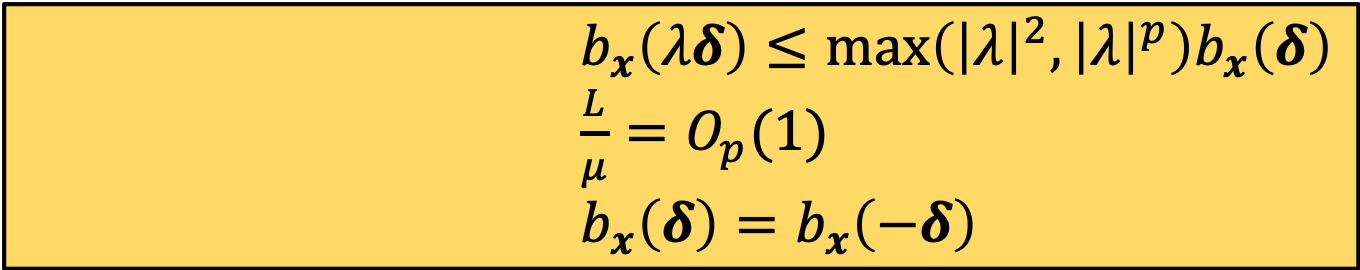 b_𝒙(λ𝜹) ≤ max(|λ|², |λ|ᵖ)b_𝒙(𝜹)
L/μ = O_p(1)
b_𝒙(𝜹) = b_𝒙(−𝜹)